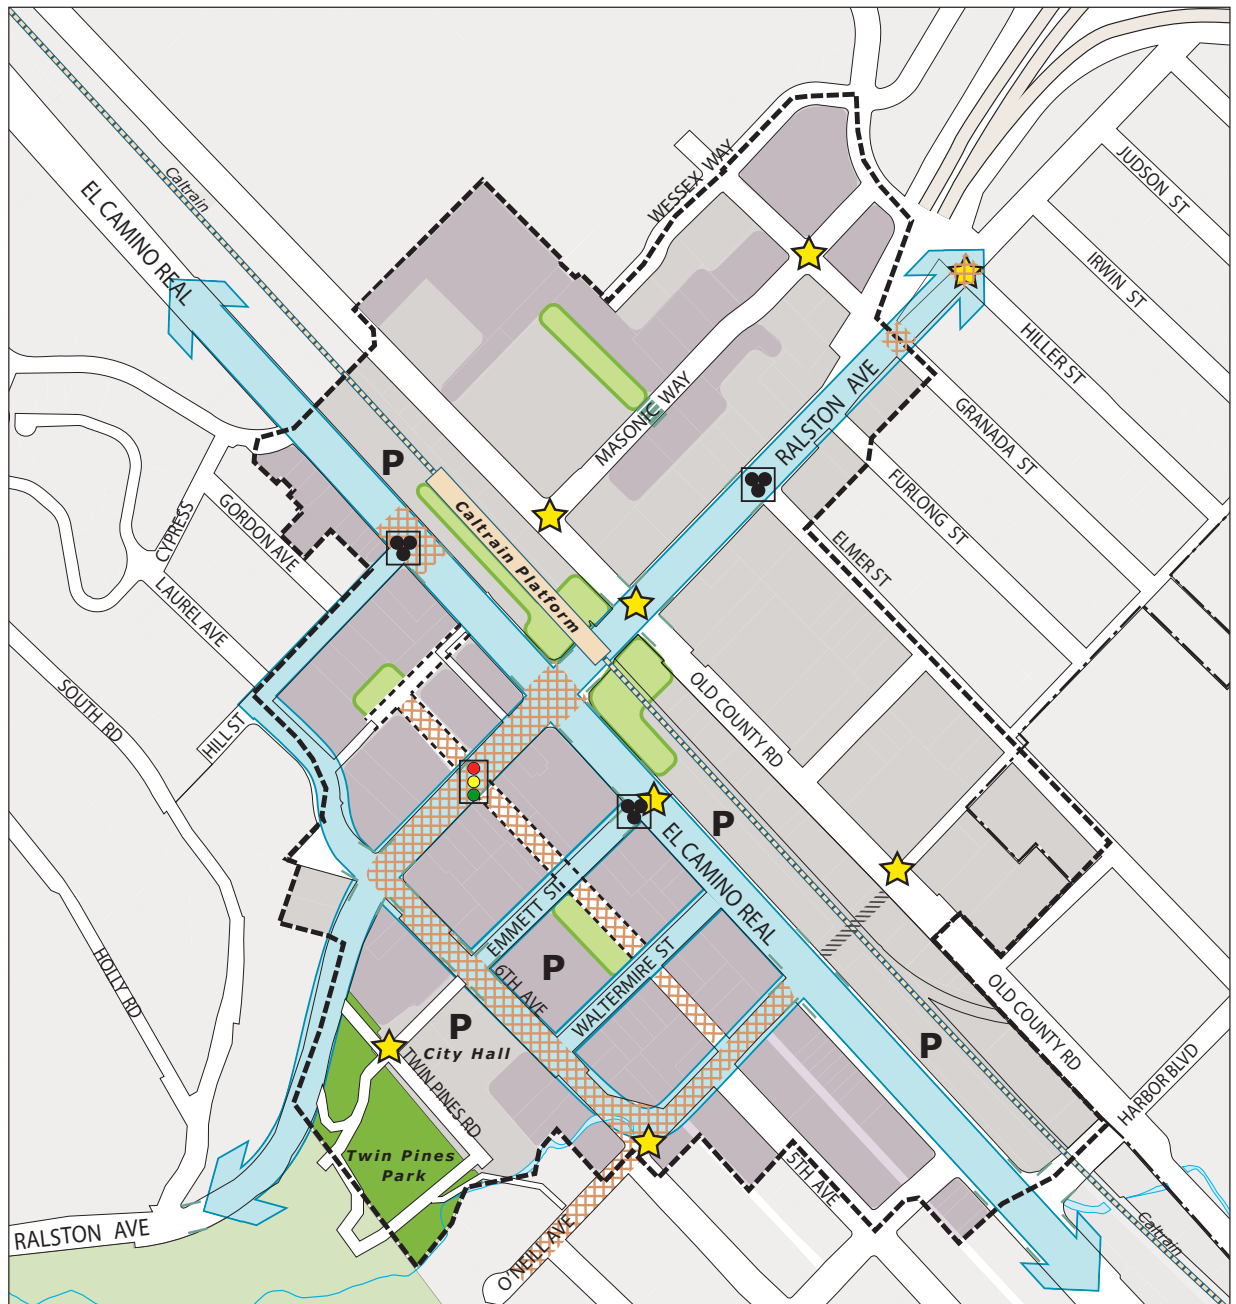 JUDSON ST
WESSEX WAY
Caltrain
EL CAMINO REAL
IRWIN ST
HILLER ST
RALSTON AVE
MASONIC WAY
GRANADA ST
P
FURLONG ST
GORDON AVE
CYPRESS
Caltrain Platform
ELMER ST
LAUREL AVE
SOUTH RD
HILL ST
OLD COUNTY RD
P
EL CAMINO REAL
EMMETT ST
P
6TH AVE
WALTERMIRE ST
HOLLY RD
P
City Hall
P
OLD COUNTY RD
TWIN PINES RD
HARBOR BLVD
Twin Pines
Park
5TH AVE
RALSTON AVE
O'NEILL AVE
Caltrain